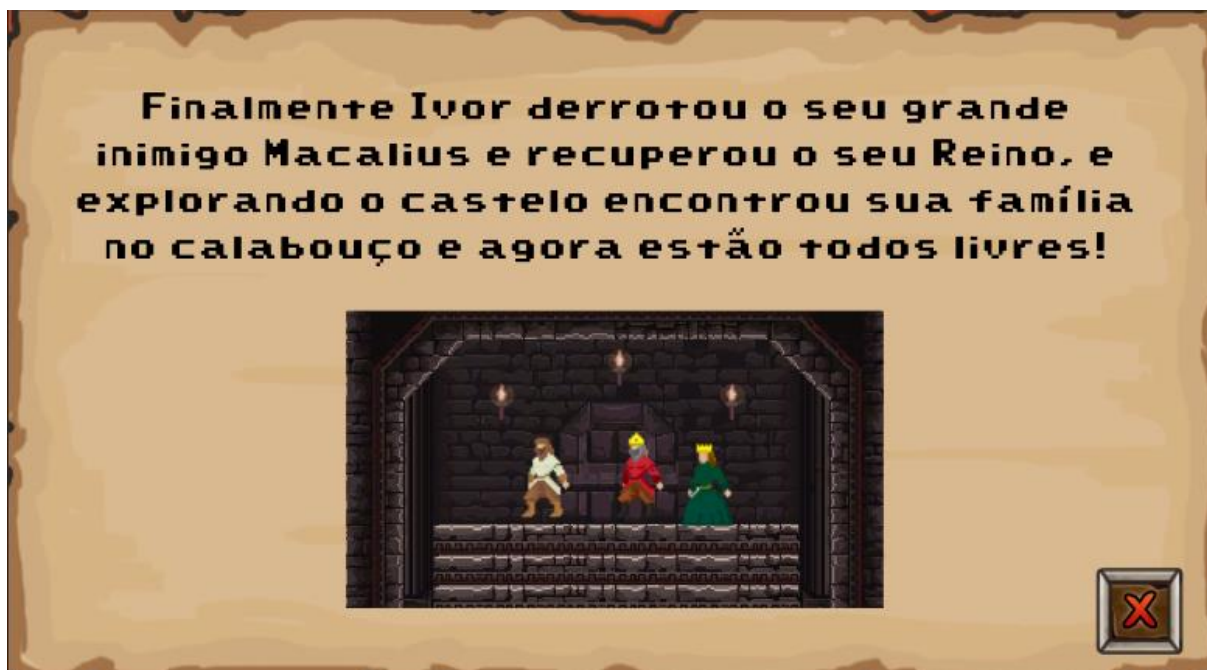 Finalmente Ivor derrotou o seu grande
inimigo Macalius e recuperou o seu Reino, e
explorando o castelo encontrou sua família
no calabouço e agora estão todos livres!